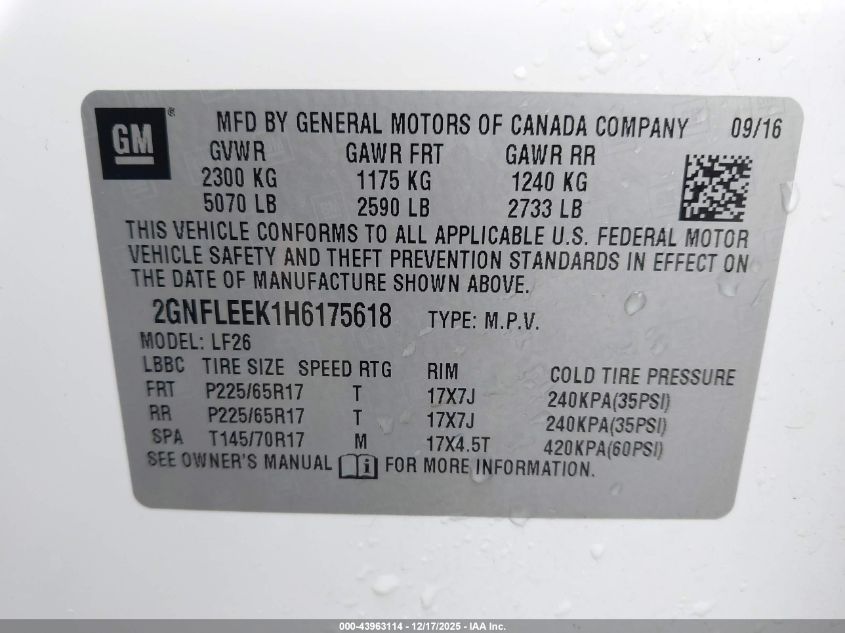 GM ® MFD BY GENERAL MOTORS OF CANADA COMPANY 09/16
GVWR GAWR FRT GAWR RR
2300 KG 1175 KG 1240 KG
5070 LB 2590 LB 2733 LB
THIS VEHICLE CONFORMS TO ALL APPLICABLE U.S. FEDERAL MOTOR
VEHICLE SAFETY AND THEFT PREVENTION STANDARDS IN EFFECT ON
THE DATE OF MANUFACTURE SHOWN ABOVE.
2GNFLEEK1H6175618 TYPE: M.P.V.
MODEL: LF26
LBBC TIRE SIZE SPEED RTG RIM COLD TIRE PRESSURE
FRT P225/65R17 T 17X7J 240KPA(35PSI)
RR P225/65R17 T 17X7J 240KPA(35PSI)
SPA T145/70R17 M 17X4.5T 420KPA(60PSI)
SEE OWNER'S MANUAL i FOR MORE INFORMATION.
000-43963114 - 12/17/2025 - IAA Inc.